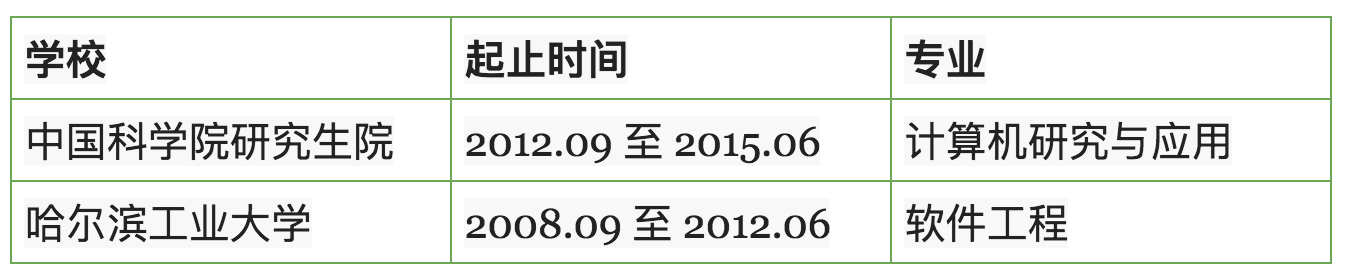 学校 起止时间 专业
中国科学院研究生院 2012.09 至 2015.06 计算机研究与应用
哈尔滨工业大学 2008.09 至 2012.06 软件工程